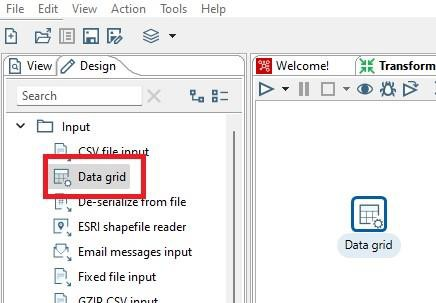 File Edit View Action Tools Help
View Design Welcome! Transform
Search
Input
CSV file input
Data grid
De-serialize from file
ESRI shapefile reader
Email messages input
Fixed file input
GZIP CSV input
Data grid